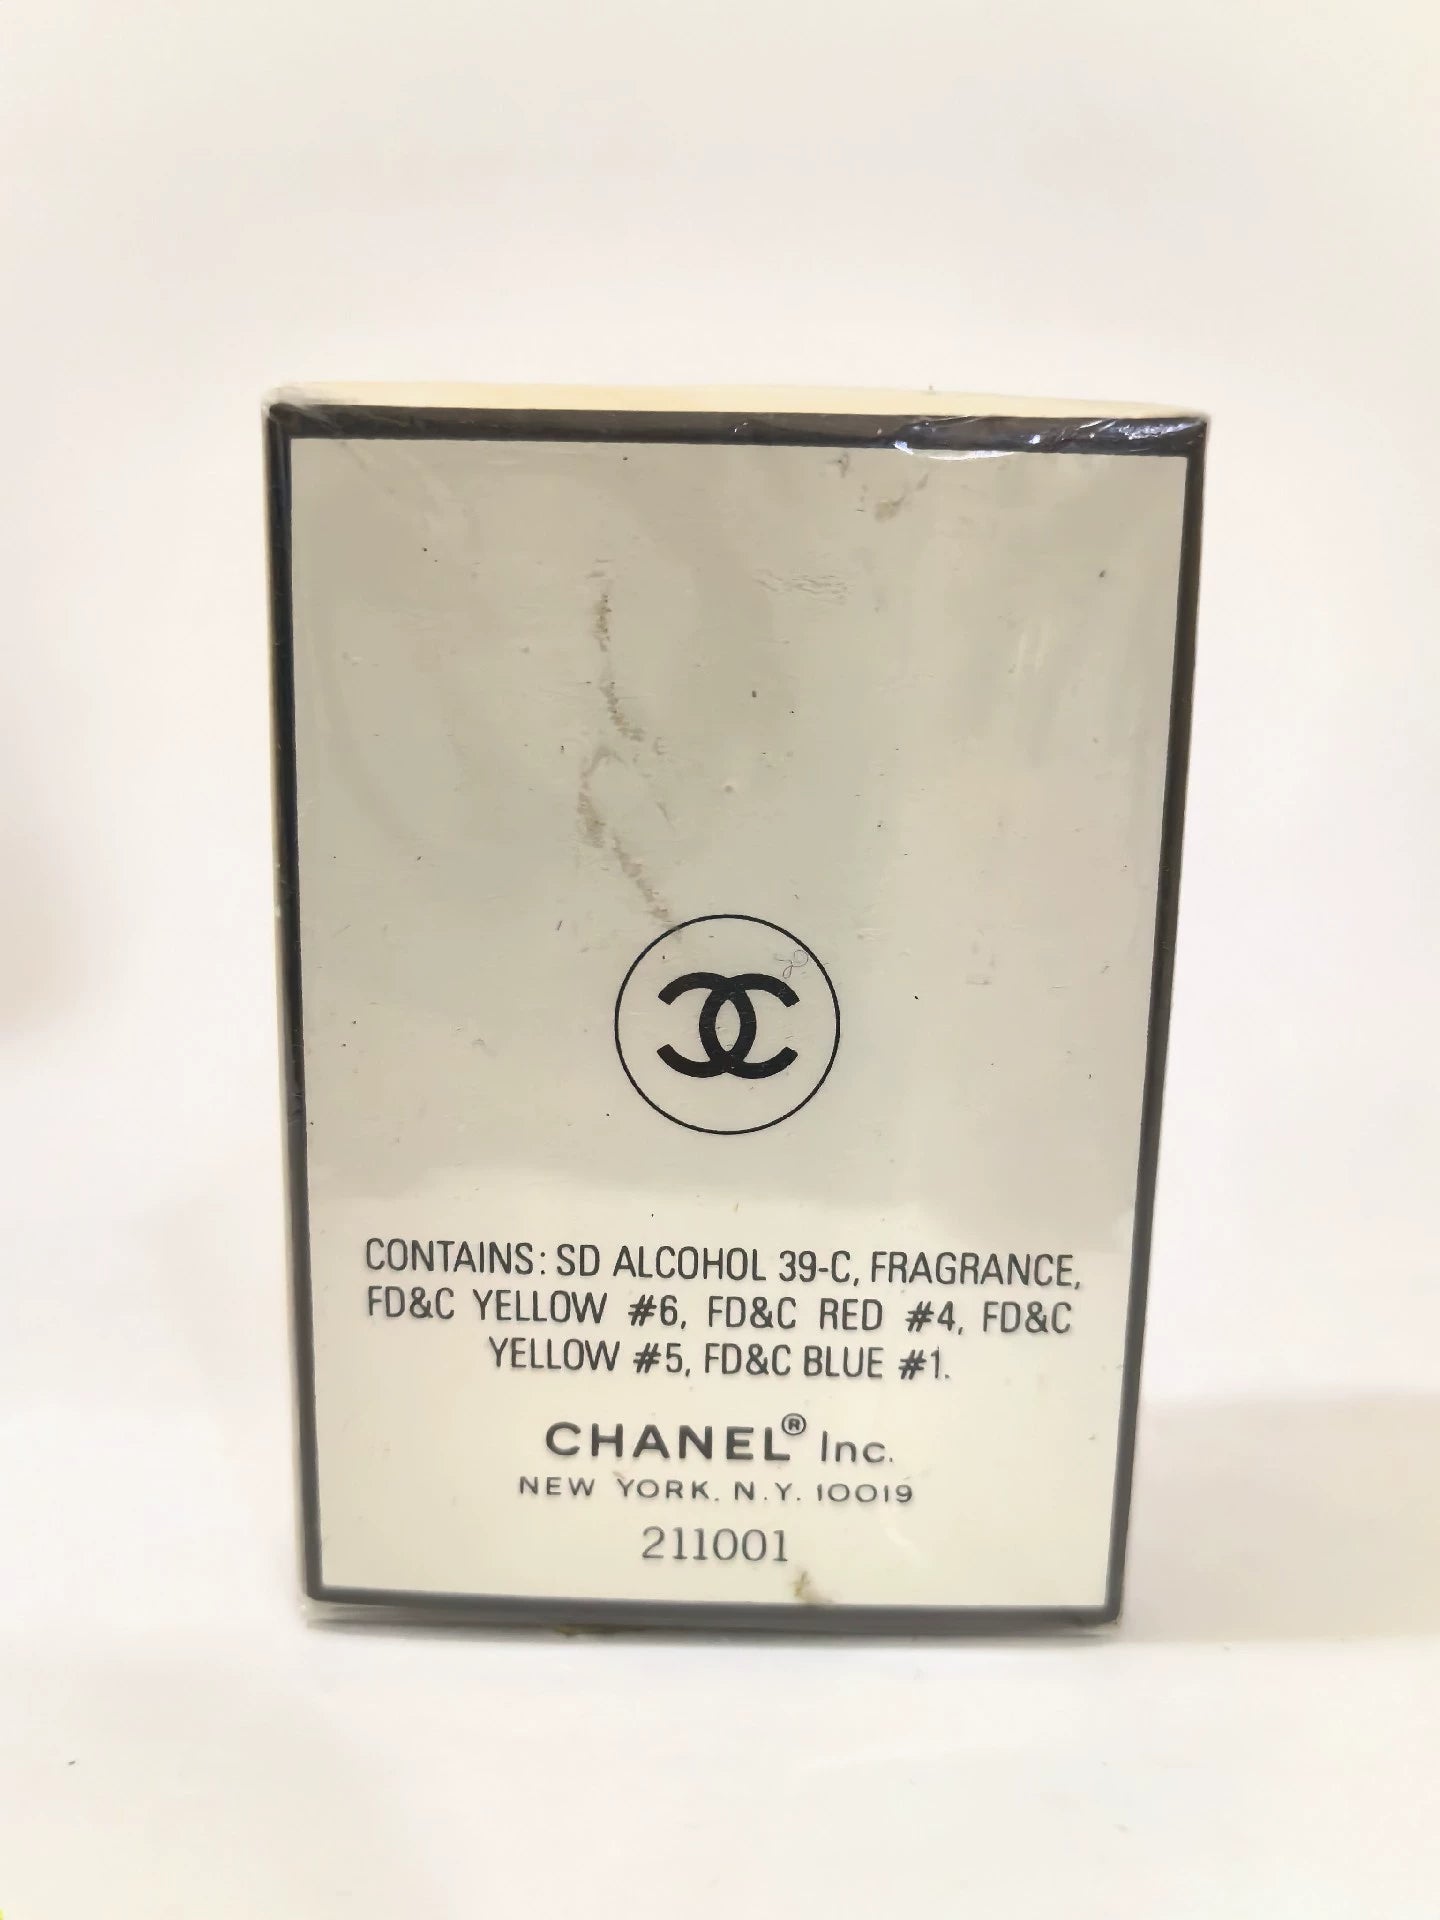 CONTAINS: SD ALCOHOL 39-C, FRAGRANCE,
FD&C YELLOW #6, FD&C RED #4, FD&C
YELLOW #5, FD&C BLUE #1.
CHANEL® Inc.
NEW YORK. N.Y. 10019
211001